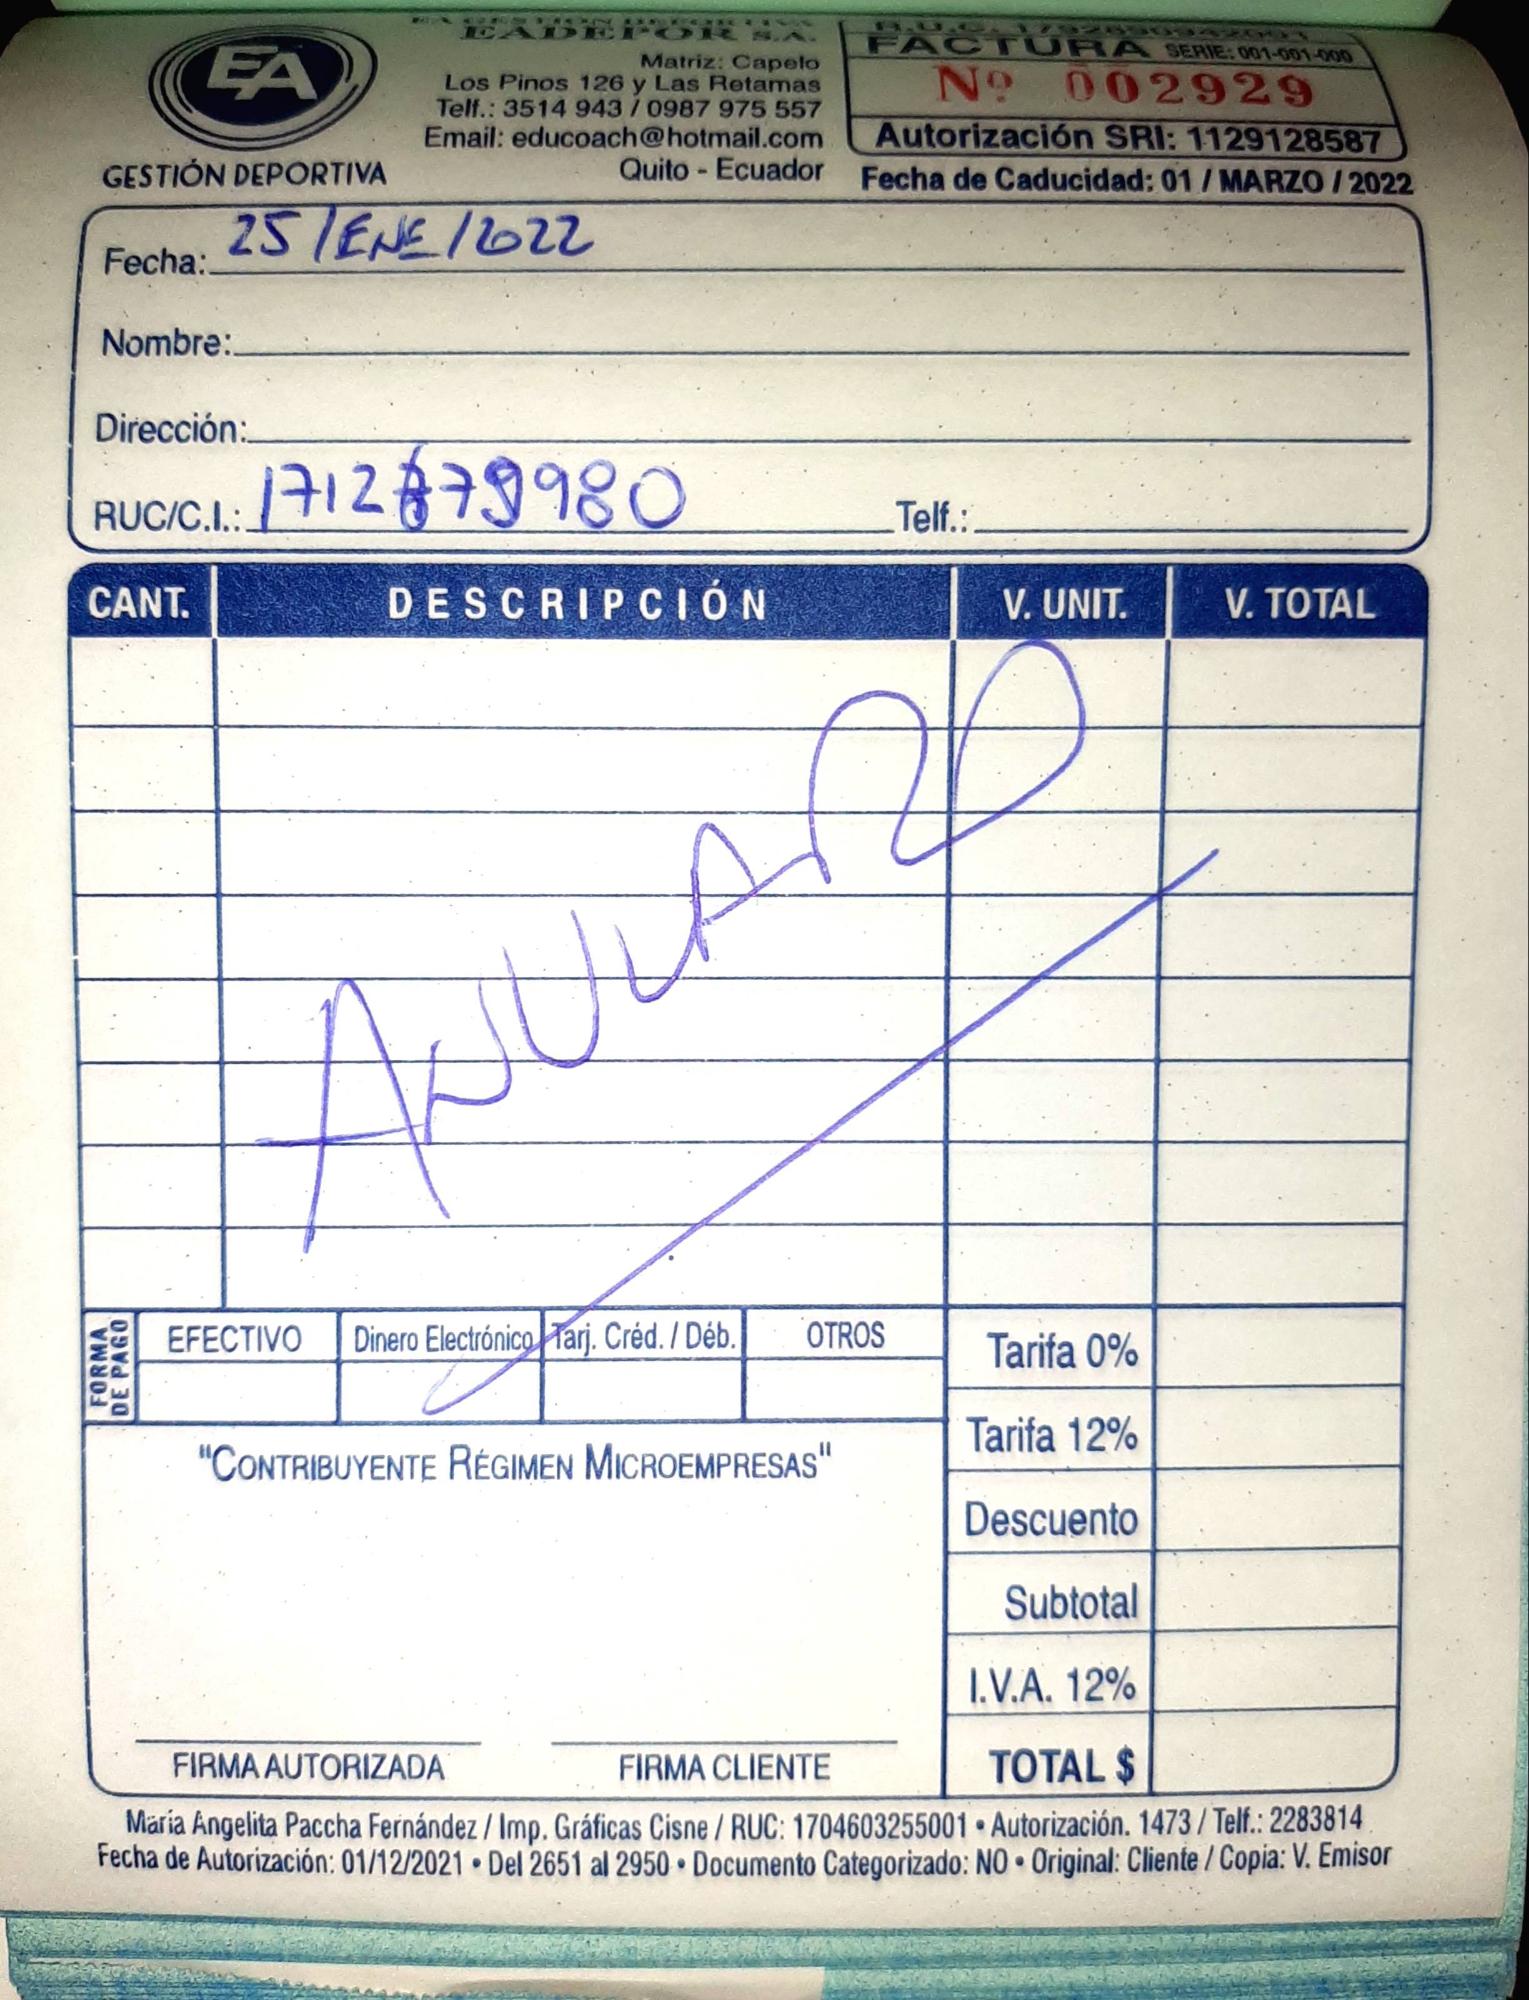 EA
GESTIÓN DEPORTIVA
EA GESTIÓN DEPORTIVA
EADEPOR S.A.
Matriz: Capelo
Los Pinos 126 y Las Retamas
Telf.: 3514 943 / 0987 975 557
Email: educoach@hotmail.com
Quito - Ecuador
R.U.C.
FACTURA SERIE: 001-001-000
Nº 002929
Autorización SRI: 1129128587
Fecha de Caducidad: 01 / MARZO / 2022
Fecha: 25/ENE/2022
Nombre:
Dirección:
RUC/C.I.: Telf.:
CANT. DESCRIPCIÓN V. UNIT. V. TOTAL
ANULADO
FORMA DE PAGO EFECTIVO Dinero Electrónico Tarj. Créd. / Déb. OTROS
Tarifa 0%
Tarifa 12%
"CONTRIBUYENTE RÉGIMEN MICROEMPRESAS"
Descuento
Subtotal
I.V.A. 12%
TOTAL $
FIRMA AUTORIZADA FIRMA CLIENTE
María Angelita Paccha Fernández / Imp. Gráficas Cisne / RUC: 1704603255001 • Autorización. 1473 / Telf.: 2283814
Fecha de Autorización: 01/12/2021 • Del 2651 al 2950 • Documento Categorizado: NO • Original: Cliente / Copia: V. Emisor